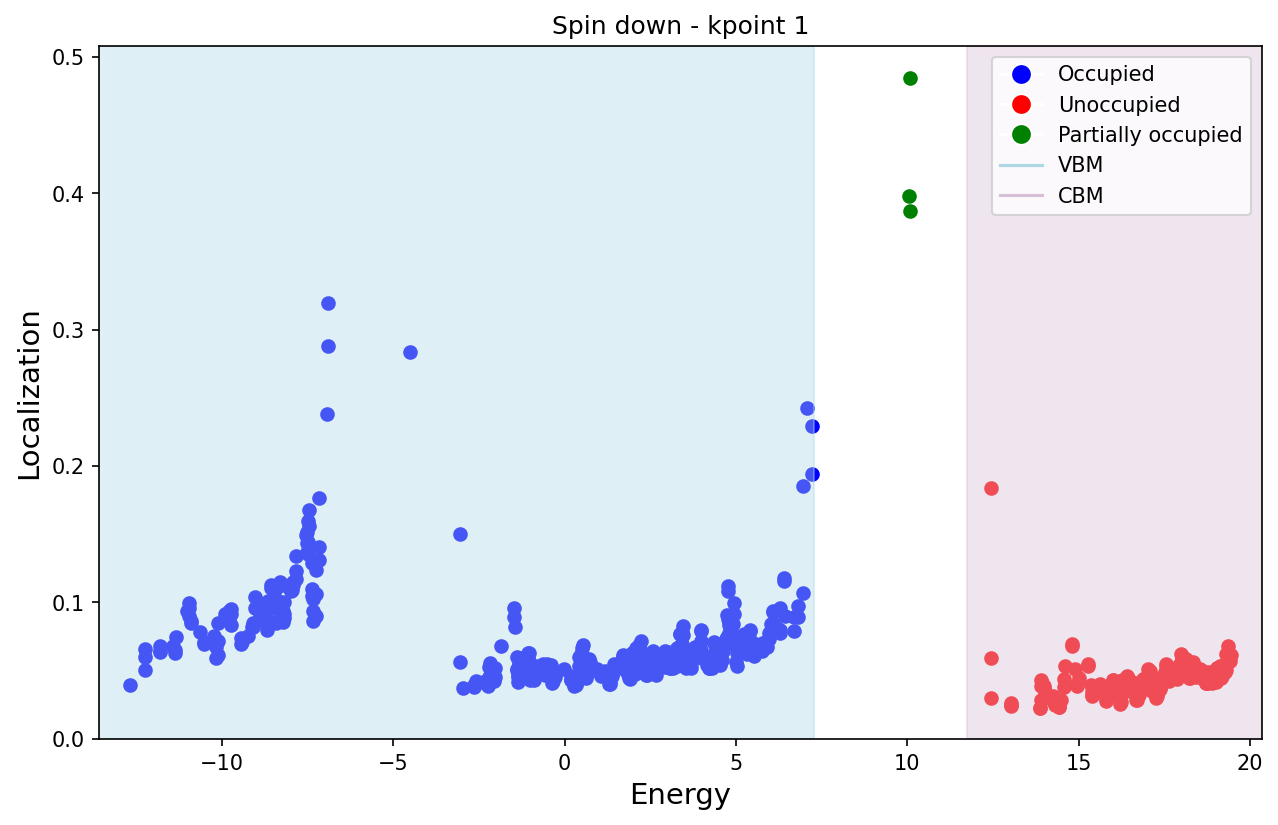 Spin down - kpoint 1
Localization
0.5
0.4
0.3
0.2
0.1
0.0
Occupied
Unoccupied
Partially occupied
VBM
CBM
−10
−5
0
5
10
15
20
Energy